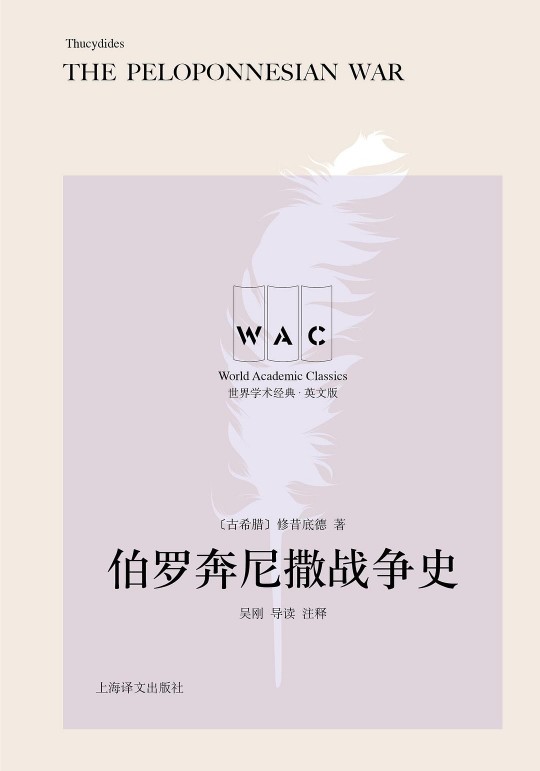 Thucydides
THE PELOPONNESIAN WAR
WAC
World Academic Classics
世界学术经典·英文版
〔古希腊〕修昔底德 著
伯罗奔尼撒战争史
吴刚 导读 注释
上海译文出版社